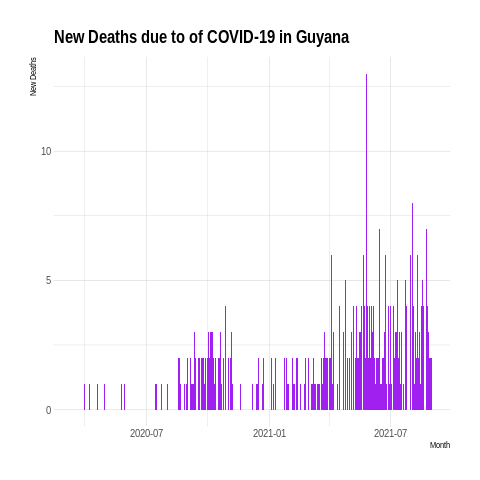 New Deaths due to of COVID-19 in Guyana
New Deaths
10
5
0
2020-07
2021-01
2021-07
Month